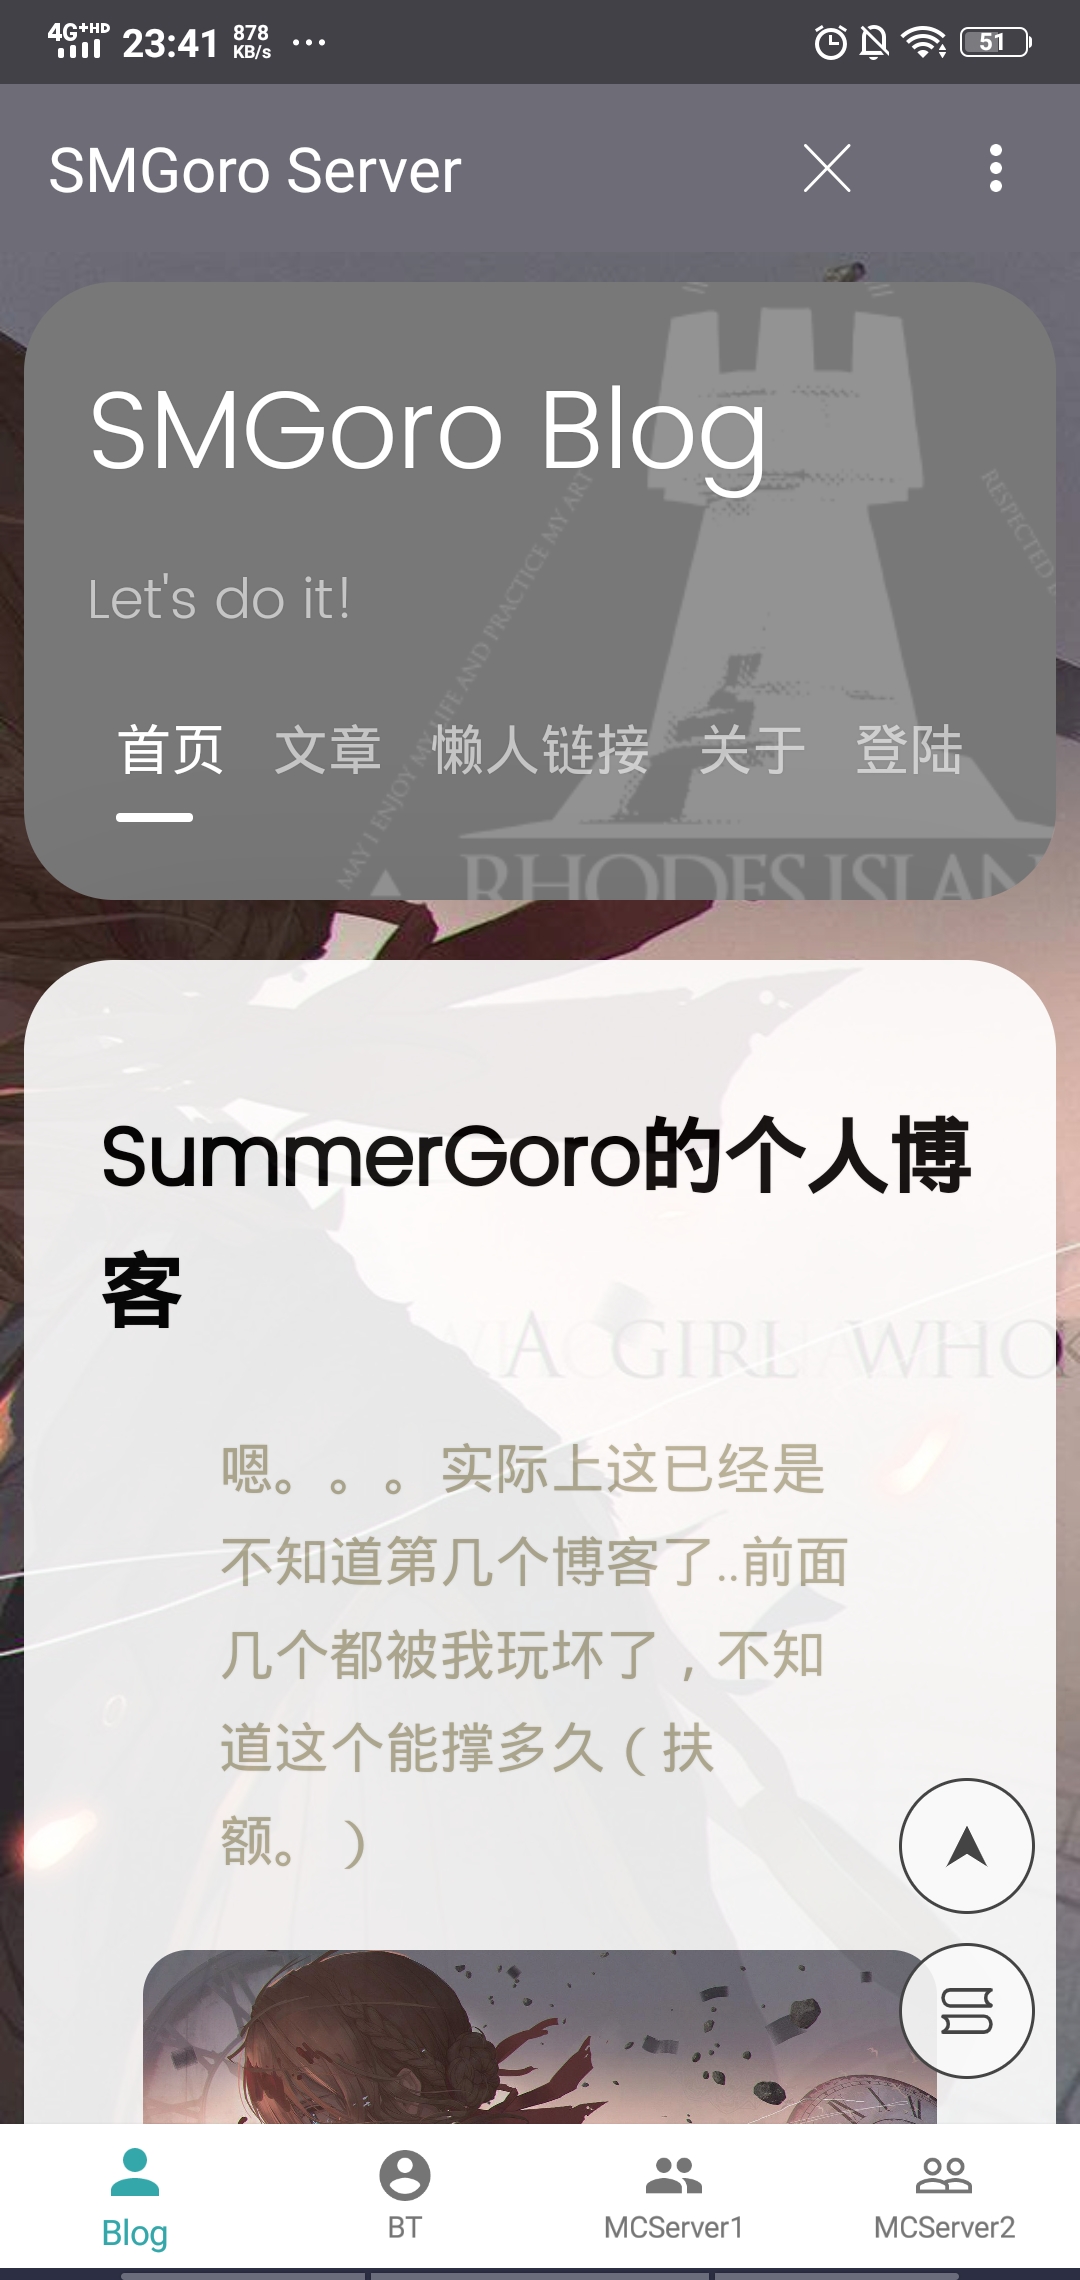 4G+HD 23:41 878 KB/s ... 51
SMGoro Server
SMGoro Blog
Let's do it!
MAY I ENJOY MY LIFE AND PRACTICE MY ART
RESPECTED
首页 文章 懒人链接 关于 登陆
RHODES ISLAN
SummerGoro的个人博
客
A GIRL WHO
嗯。。。实际上这已经是
不知道第几个博客了..前面
几个都被我玩坏了，不知
道这个能撑多久（扶
额。）
Blog BT MCServer1 MCServer2